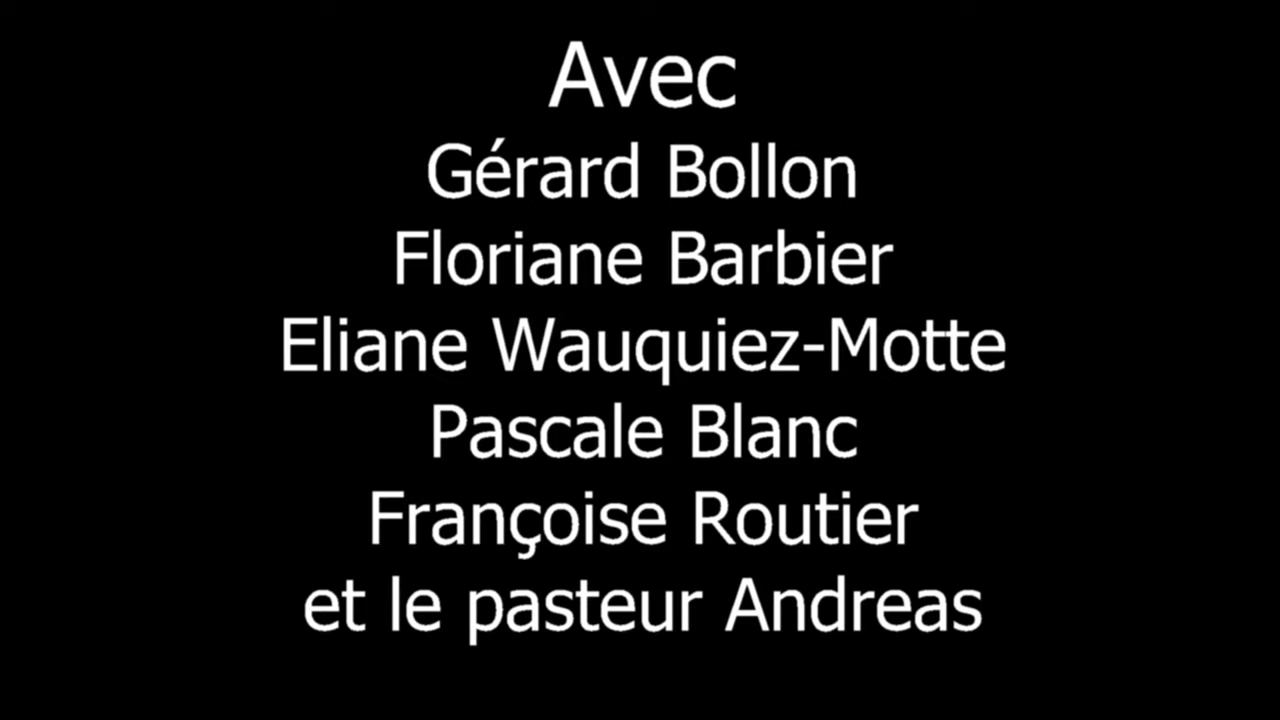 Avec
Gérard Bollon
Floriane Barbier
Eliane Wauquiez-Motte
Pascale Blanc
Françoise Routier
et le pasteur Andreas